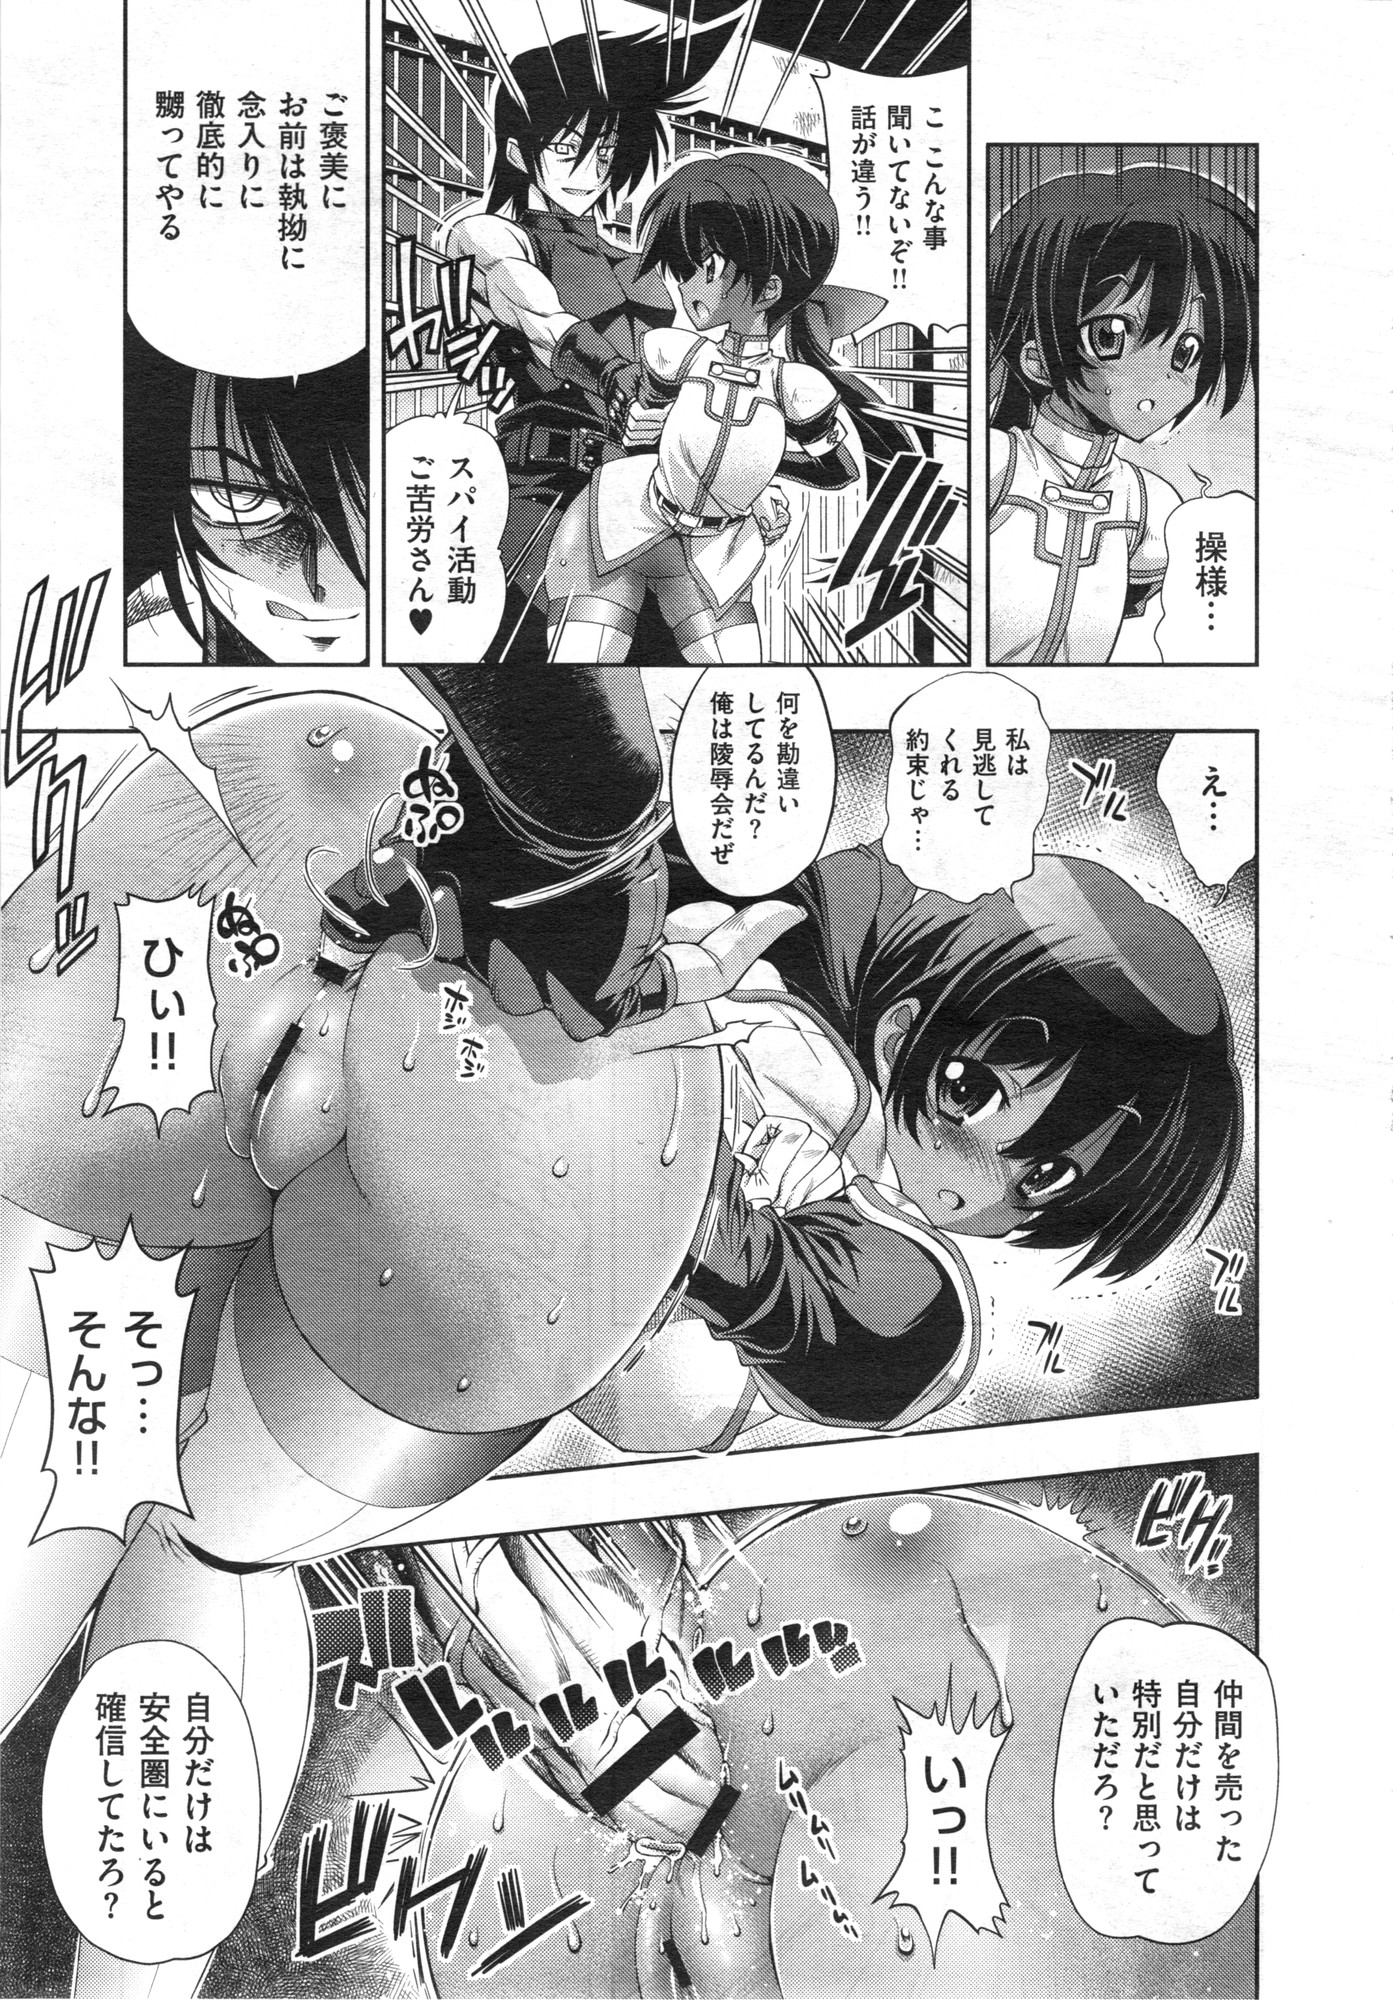 操様…
こ こんな事
聞いてないぞ!!
話が違う!!
スパイ活動
ご苦労さん♥
ご褒美に
お前は執拗に
念入りに
徹底的に
嬲ってやる
え…
私は
見逃して
くれる
約束じゃ…
何を勘違い
してるんだ?
俺は陵辱会だぜ
ひぃ!!
そっ…
そんな!!
仲間を売った
自分だけは
特別だと思って
いただろ?
いっ!!
自分だけは
安全圏にいると
確信してたろ?